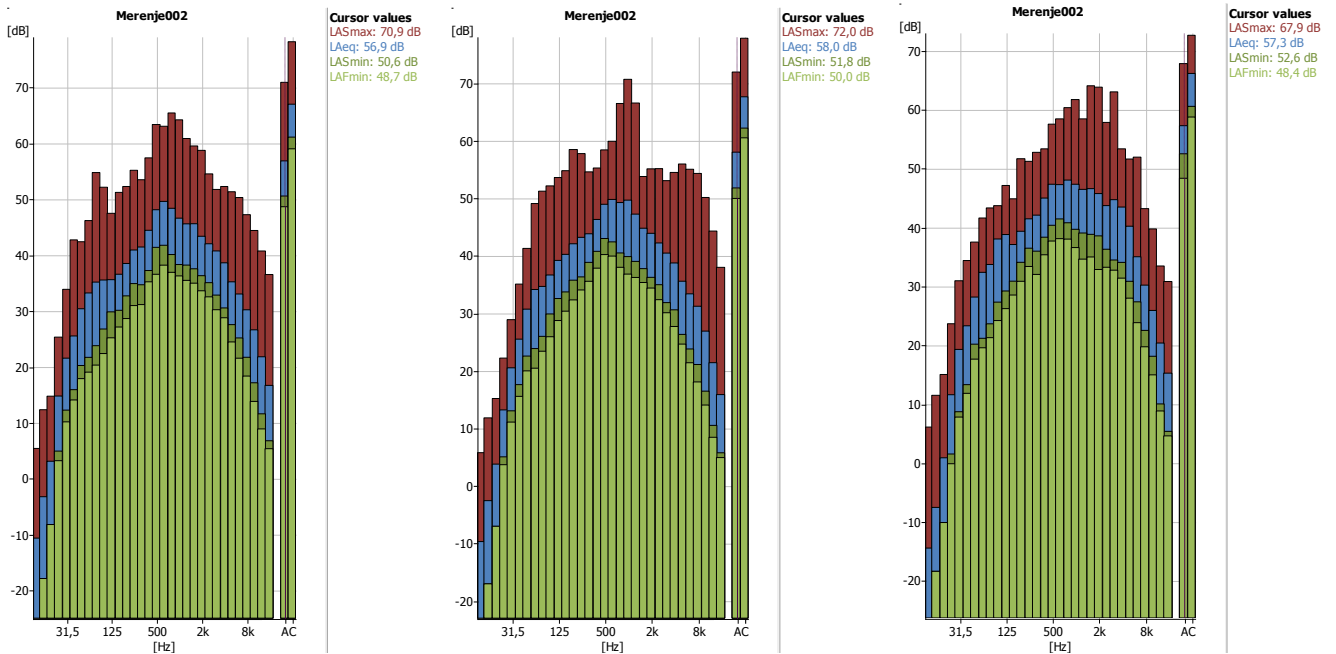 Merenje002
[dB]
Cursor values
LASmax: 70,9 dB
LAeq: 56,9 dB
LASmin: 50,6 dB
LAFmin: 48,7 dB
70
60
50
40
30
20
10
0
-10
-20
31,5 125 500 2k 8k AC
[Hz]
Merenje002
[dB]
Cursor values
LASmax: 72,0 dB
LAeq: 58,0 dB
LASmin: 51,8 dB
LAFmin: 50,0 dB
70
60
50
40
30
20
10
0
-10
-20
31,5 125 500 2k 8k AC
[Hz]
Merenje002
[dB]
Cursor values
LASmax: 67,9 dB
LAeq: 57,3 dB
LASmin: 52,6 dB
LAFmin: 48,4 dB
70
60
50
40
30
20
10
0
-10
-20
31,5 125 500 2k 8k AC
[Hz]